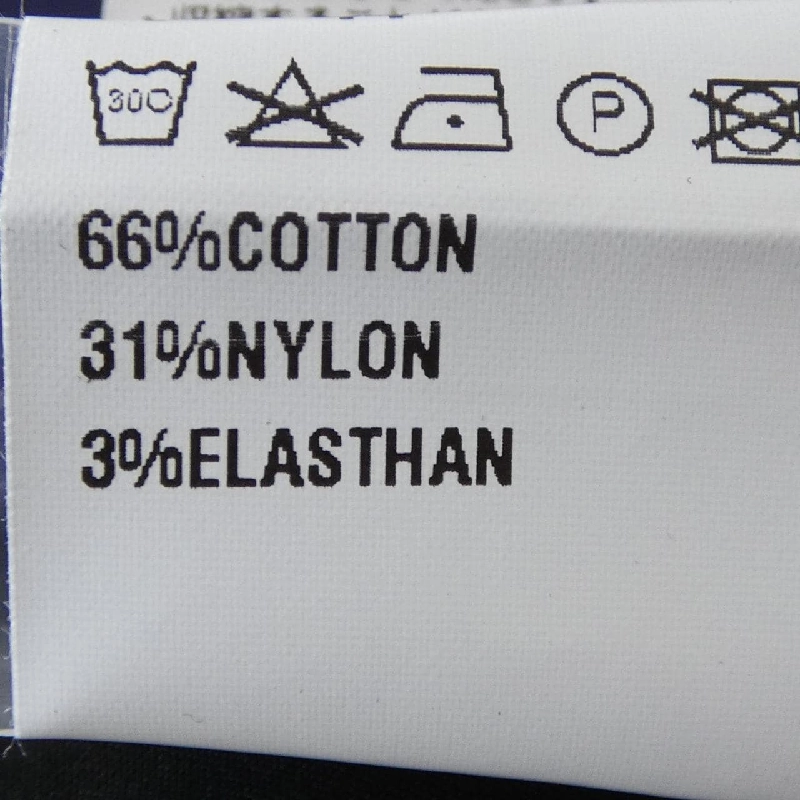 30C P
66%COTTON
31%NYLON
3%ELASTHAN